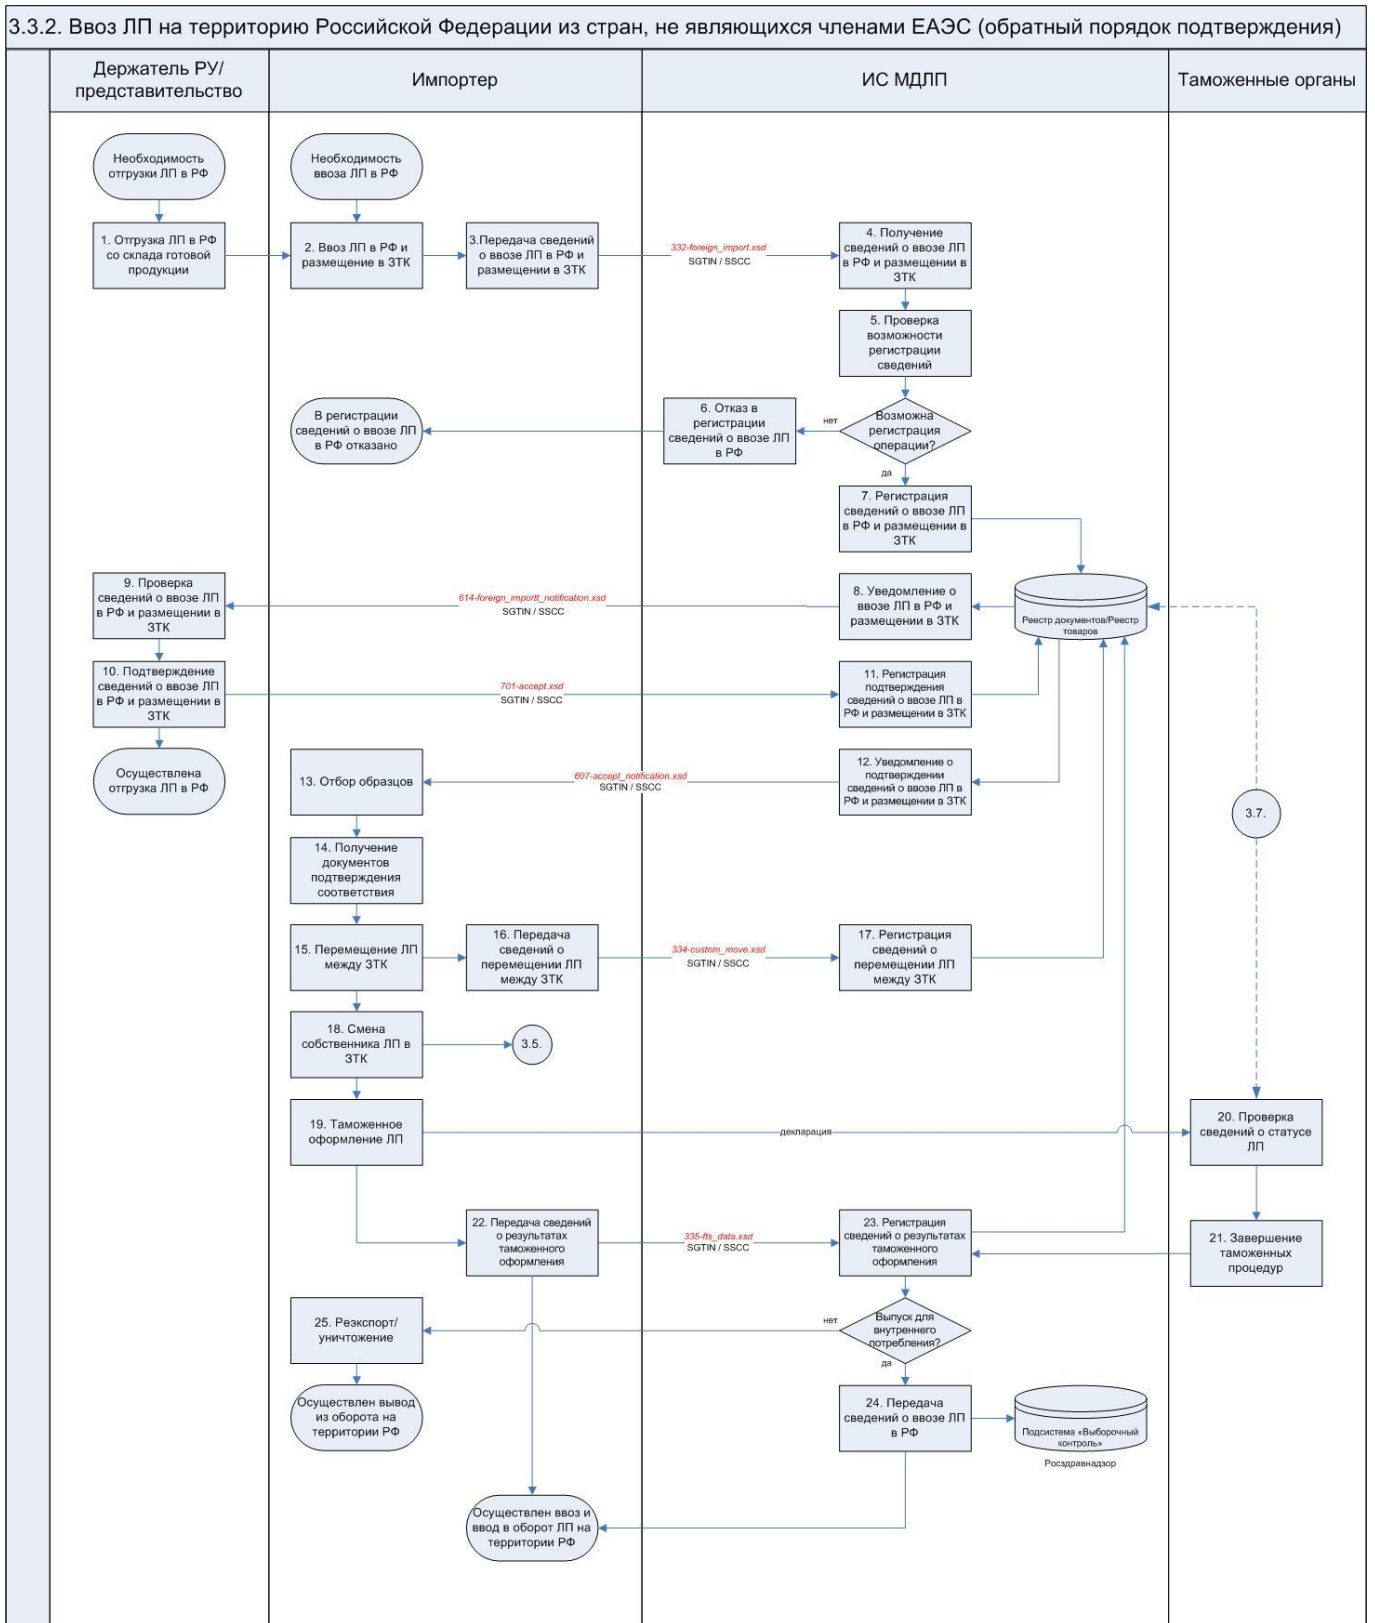 3.3.2. Ввоз ЛП на территорию Российской Федерации из стран, не являющихся членами ЕАЭС (обратный порядок подтверждения)
Держатель РУ/
представительство
Импортер
ИС МДЛП
Таможенные органы
Необходимость
отгрузки ЛП в РФ
Необходимость
ввоза ЛП в РФ
1. Отгрузка ЛП в РФ
со склада готовой
продукции
2. Ввоз ЛП в РФ и
размещение в ЗТК
3.Передача сведений
о ввозе ЛП в РФ и
размещении в ЗТК
332-foreign_import.xsd
SGTIN / SSCC
4. Получение
сведений о ввозе ЛП
в РФ и размещении в
ЗТК
5. Проверка
возможности
регистрации
сведений
В регистрации
сведений о ввозе ЛП
в РФ отказано
6. Отказ в
регистрации
сведений о ввозе ЛП
в РФ
нет
Возможна
регистрация
операции?
да
7. Регистрация
сведений о ввозе ЛП
в РФ и размещении в
ЗТК
9. Проверка
сведений о ввозе ЛП
в РФ и размещении в
ЗТК
614-foreign_importt_notification.xsd
SGTIN / SSCC
8. Уведомление о
ввозе ЛП в РФ и
размещении в ЗТК
Реестр документов/Реестр
товаров
10. Подтверждение
сведений о ввозе ЛП
в РФ и размещении в
ЗТК
701-accept.xsd
SGTIN / SSCC
11. Регистрация
подтверждения
сведений о ввозе ЛП в
РФ и размещении в ЗТК
Осуществлена
отгрузка ЛП в РФ
13. Отбор образцов
607-accept_notification.xsd
SGTIN / SSCC
12. Уведомление о
подтверждении
сведений о ввозе ЛП в
РФ и размещении в ЗТК
3.7.
14. Получение
документов
подтверждения
соответствия
15. Перемещение ЛП
между ЗТК
16. Передача
сведений о
перемещении ЛП
между ЗТК
334-custom_move.xsd
SGTIN / SSCC
17. Регистрация
сведений о
перемещении ЛП
между ЗТК
18. Смена
собственника ЛП в
ЗТК
3.5.
19. Таможенное
оформление ЛП
декларация
20. Проверка
сведений о статусе
ЛП
22. Передача сведений
о результатах
таможенного
оформления
335-fts_data.xsd
SGTIN / SSCC
23. Регистрация
сведений о результатах
таможенного
оформления
21. Завершение
таможенных
процедур
25. Реэкспорт/
уничтожение
нет
Выпуск для
внутреннего
потребления?
да
Осуществлен вывод
из оборота на
территории РФ
24. Передача
сведений о ввозе ЛП
в РФ
Подсистема «Выборочный
контроль»
Росздравнадзор
Осуществлен ввоз и
ввод в оборот ЛП на
территории РФ